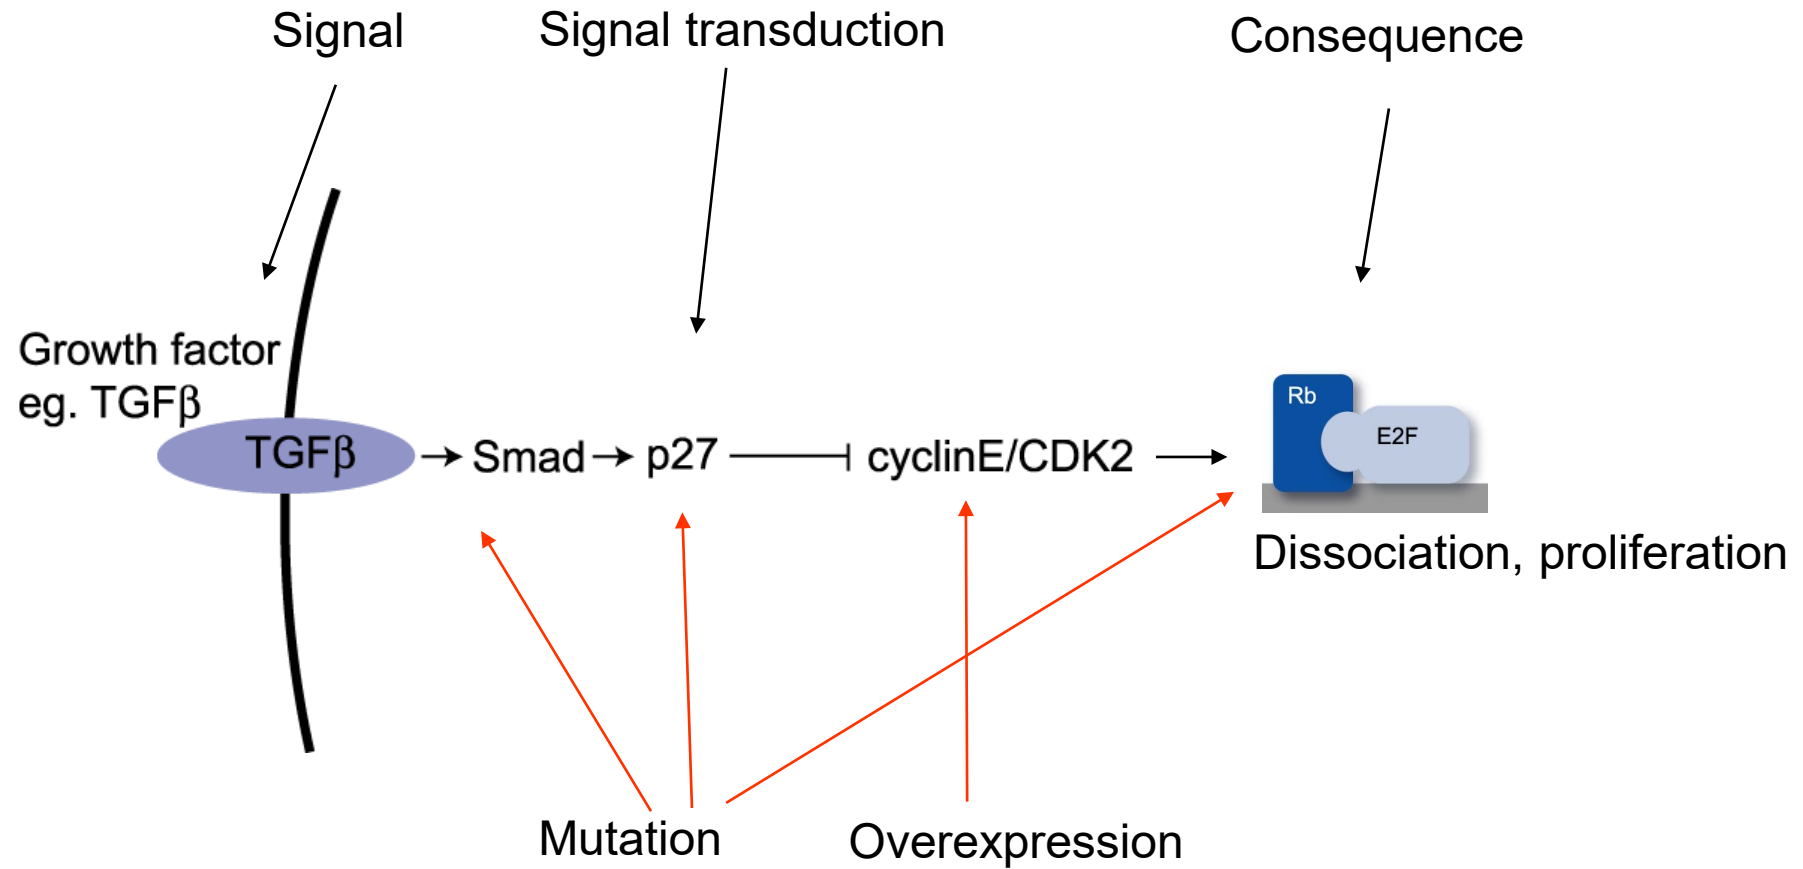 Signal
Signal transduction
Consequence
Growth factor
eg. TGFβ
TGFβ
Smad
p27
cyclinE/CDK2
Rb
E2F
Dissociation, proliferation
Mutation
Overexpression